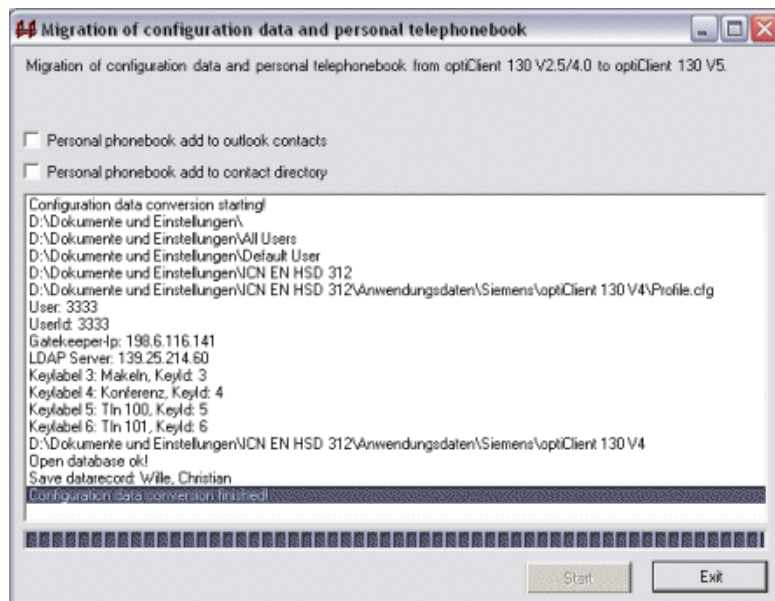 Migration of configuration data and personal telephonebook
Migration of configuration data and personal telephonebook from optiClient 130 V2.5/4.0 to optiClient 130 V5.
Personal phonebook add to outlook contacts
Personal phonebook add to contact directory
Configuration data conversion starting!
D:\Dokumente und Einstellungen\
D:\Dokumente und Einstellungen\All Users
D:\Dokumente und Einstellungen\Default User
D:\Dokumente und Einstellungen\ICN EN HSD 312
D:\Dokumente und Einstellungen\ICN EN HSD 312\Anwendungsdaten\Siemens\optiClient 130 V4\Profile.cfg
User: 3333
UserId: 3333
Gatekeeper-Ip: 198.6.116.141
LDAP Server: 139.25.214.60
Keylabel 3: Makeln, KeyId: 3
Keylabel 4: Konferenz, KeyId: 4
Keylabel 5: Tln 100, KeyId: 5
Keylabel 6: Tln 101, KeyId: 6
D:\Dokumente und Einstellungen\ICN EN HSD 312\Anwendungsdaten\Siemens\optiClient 130 V4
Open database ok!
Save datarecord: Wille, Christian
Configuration data conversion finished!
Start
Exit